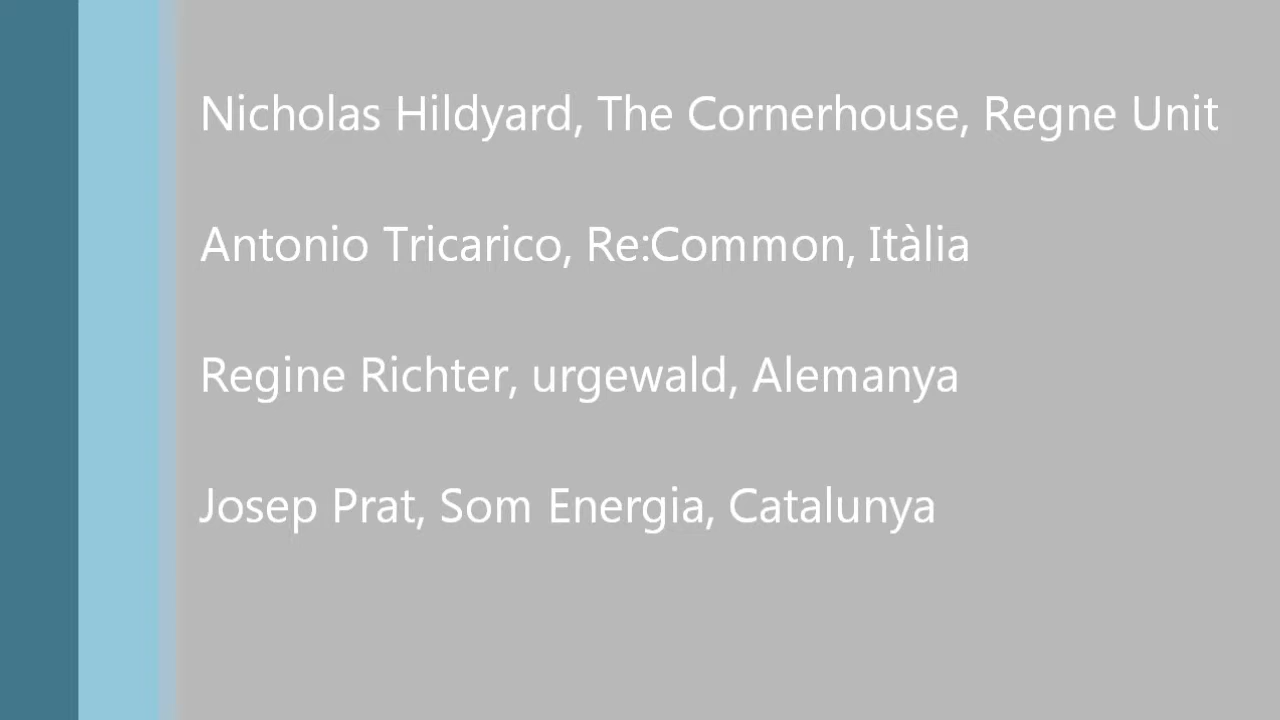 Nicholas Hildyard, The Cornerhouse, Regne Unit
Antonio Tricarico, Re:Common, Itàlia
Regine Richter, urgewald, Alemanya
Josep Prat, Som Energia, Catalunya